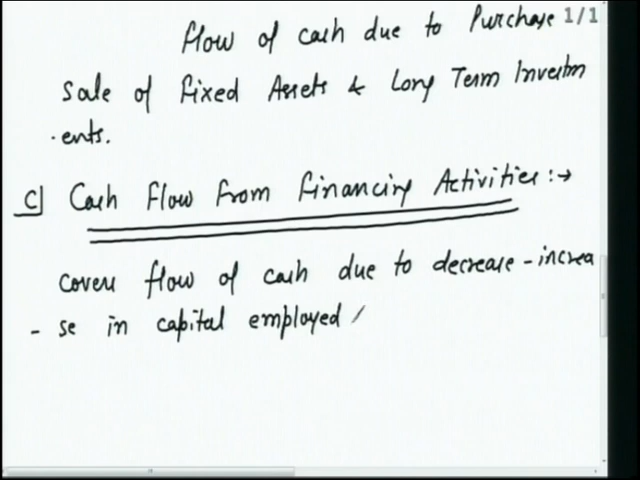 flow of cash due to Purchase 1/1
sale of fixed Assets & Long Term Investm
.ents.
C] Cash flow from financing Activities :→
covers flow of cash due to decrease - increa
- se in capital employed /